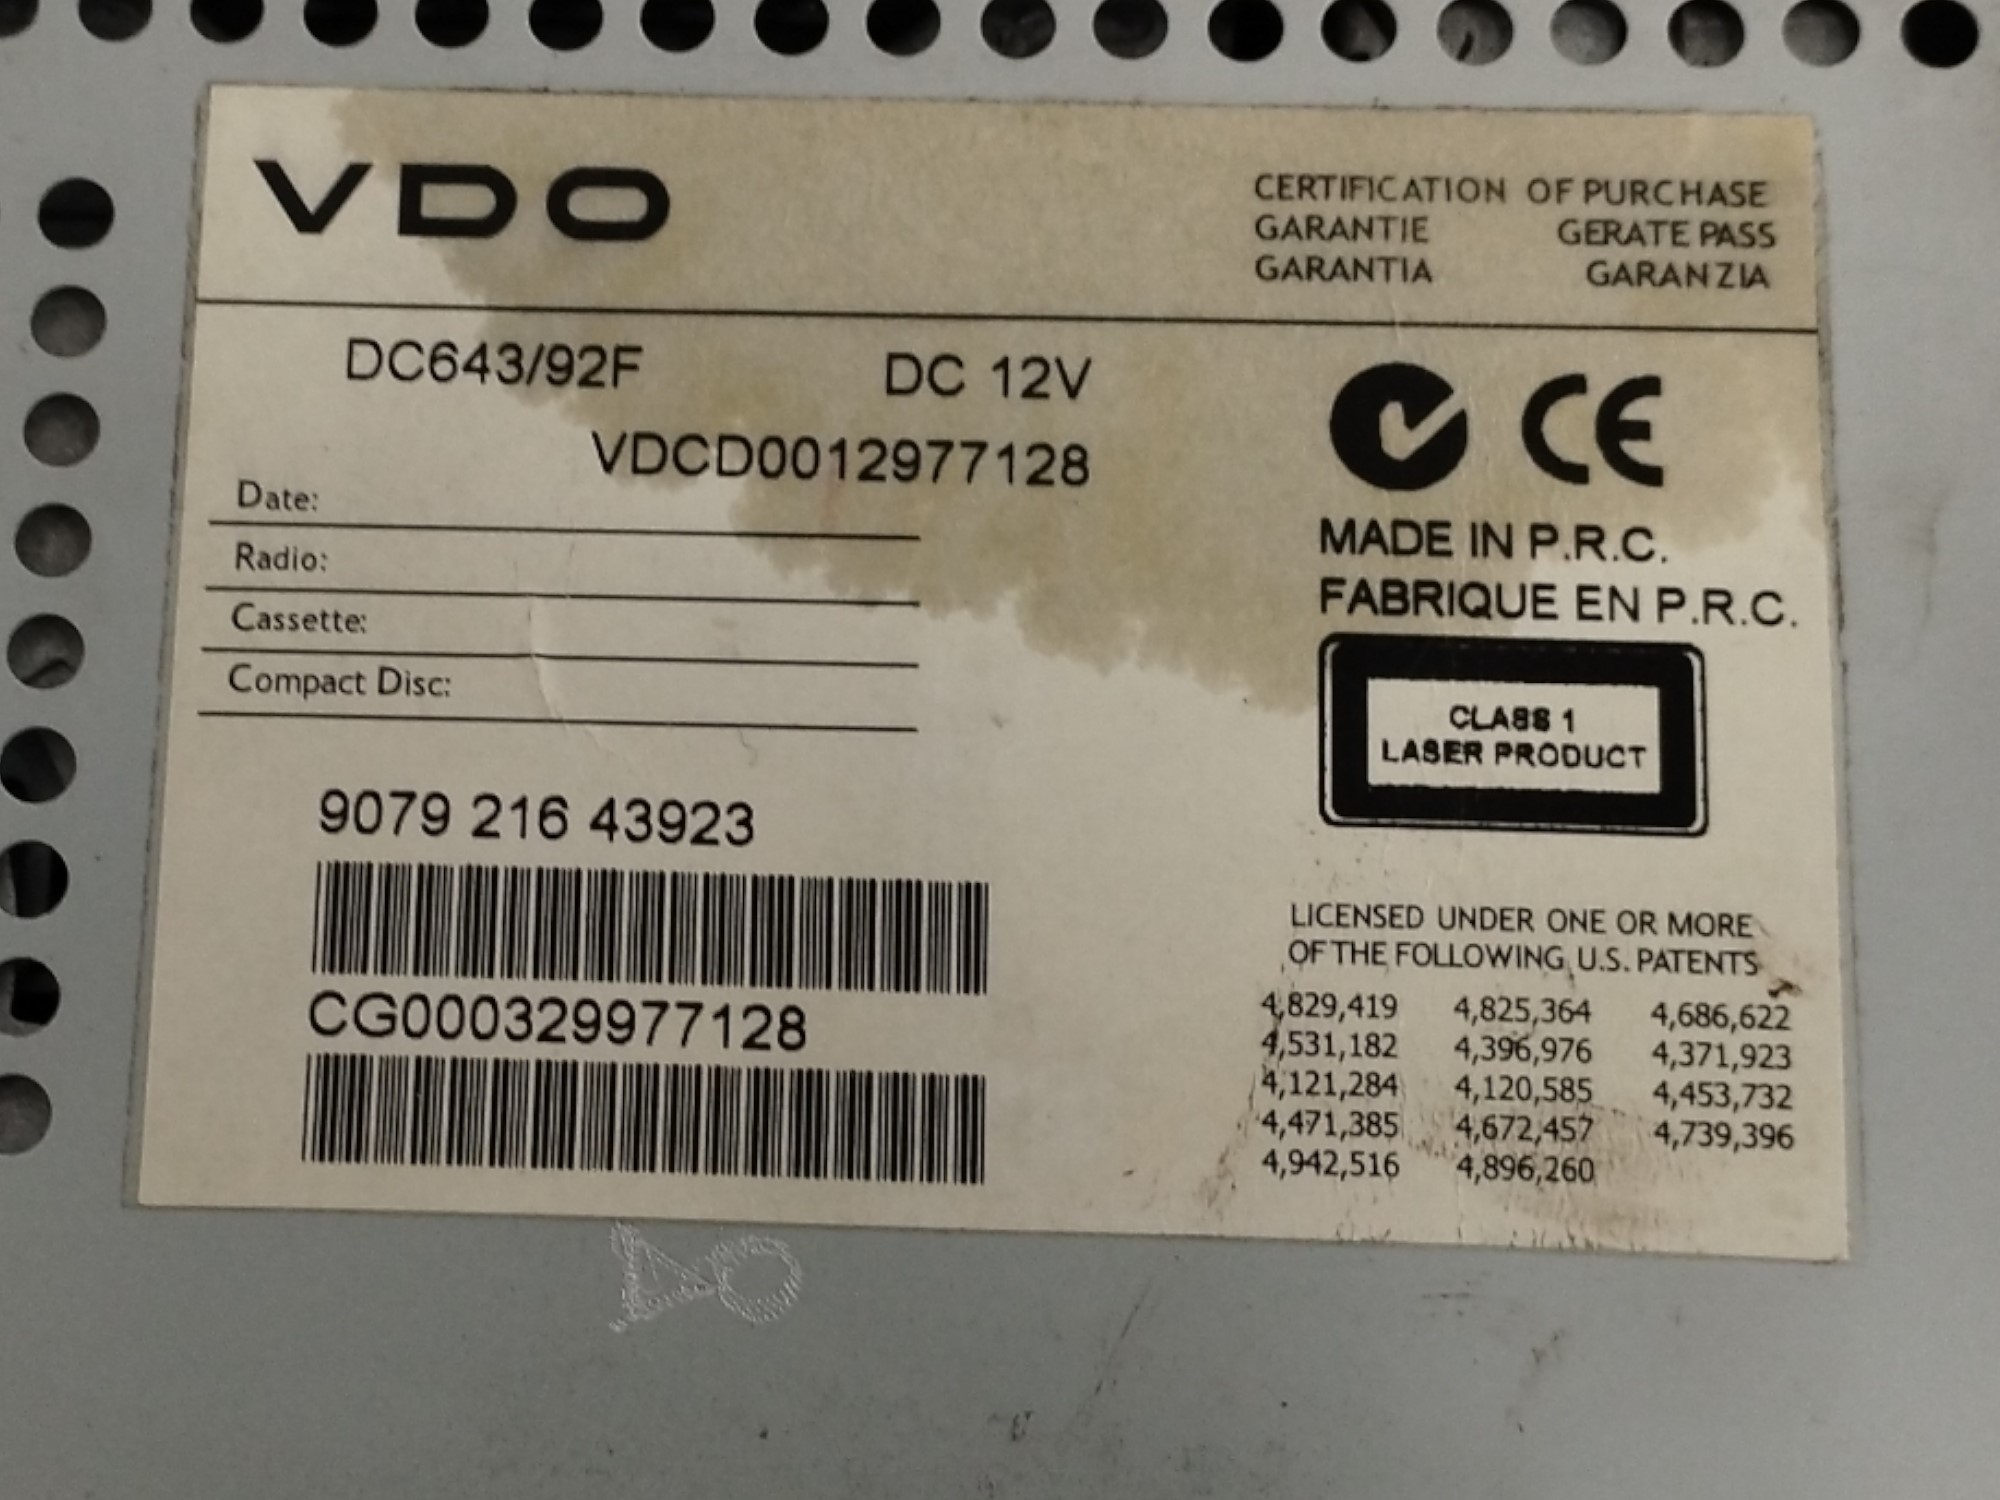 VDO
CERTIFICATION OF PURCHASE
GARANTIE GERATE PASS
GARANTIA GARANZIA
DC643/92F DC 12V
VDCD0012977128
CE
Date:
Radio:
Cassette:
Compact Disc:
MADE IN P.R.C.
FABRIQUE EN P.R.C.
CLASS 1
LASER PRODUCT
9079 216 43923
CG000329977128
LICENSED UNDER ONE OR MORE
OF THE FOLLOWING U.S. PATENTS
4,829,419 4,825,364 4,686,622
4,531,182 4,396,976 4,371,923
4,121,284 4,120,585 4,453,732
4,471,385 4,672,457 4,739,396
4,942,516 4,896,260